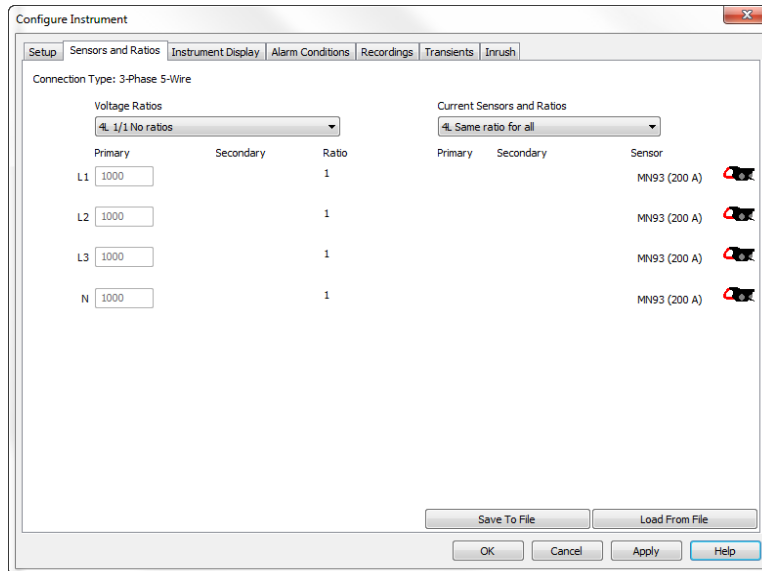 Configure Instrument
Setup Sensors and Ratios Instrument Display Alarm Conditions Recordings Transients Inrush
Connection Type: 3-Phase 5-Wire
Voltage Ratios Current Sensors and Ratios
4L 1/1 No ratios 4L Same ratio for all
Primary Secondary Ratio Primary Secondary Sensor
L1 1000 1 MN93 (200 A)
L2 1000 1 MN93 (200 A)
L3 1000 1 MN93 (200 A)
N 1000 1 MN93 (200 A)
Save To File Load From File
OK Cancel Apply Help